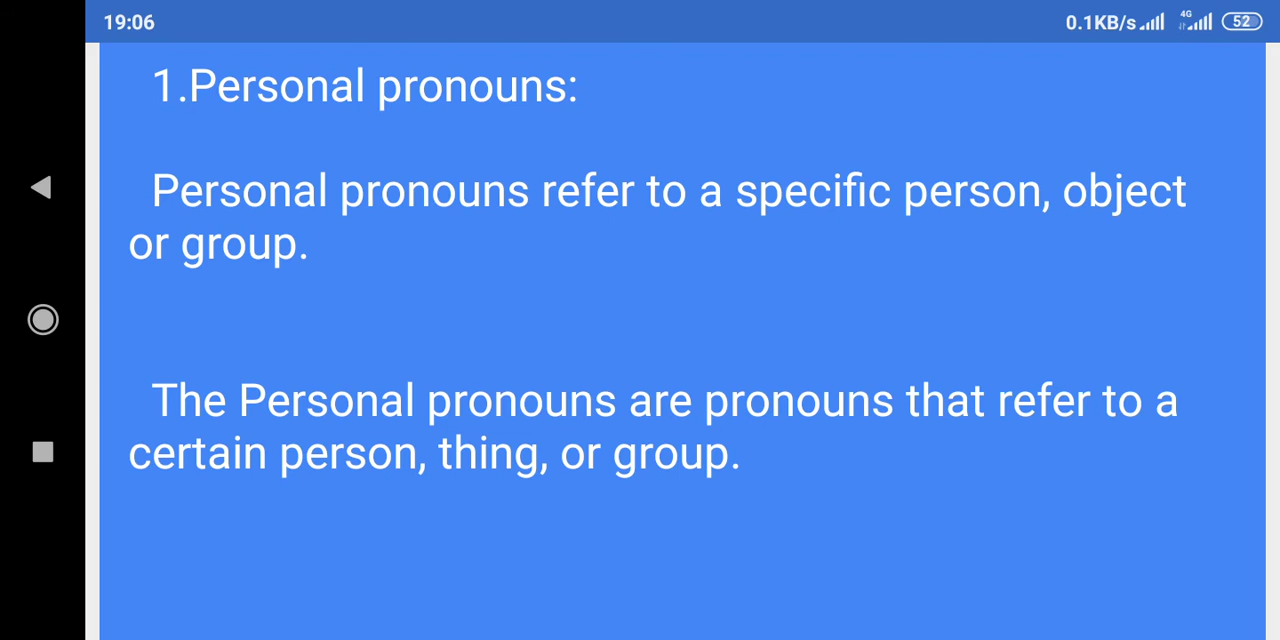 19:06 0.1KB/s 4G 52
1.Personal pronouns:
Personal pronouns refer to a specific person, object
or group.
The Personal pronouns are pronouns that refer to a
certain person, thing, or group.